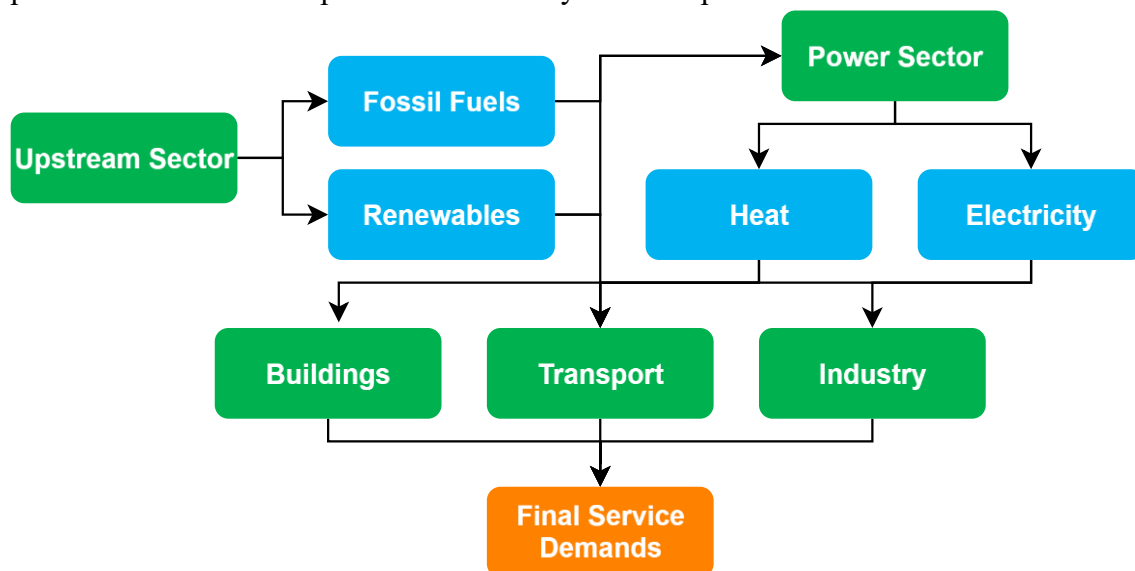 Power Sector
Fossil Fuels
Upstream Sector
Renewables
Heat
Electricity
Buildings
Transport
Industry
Final Service
Demands